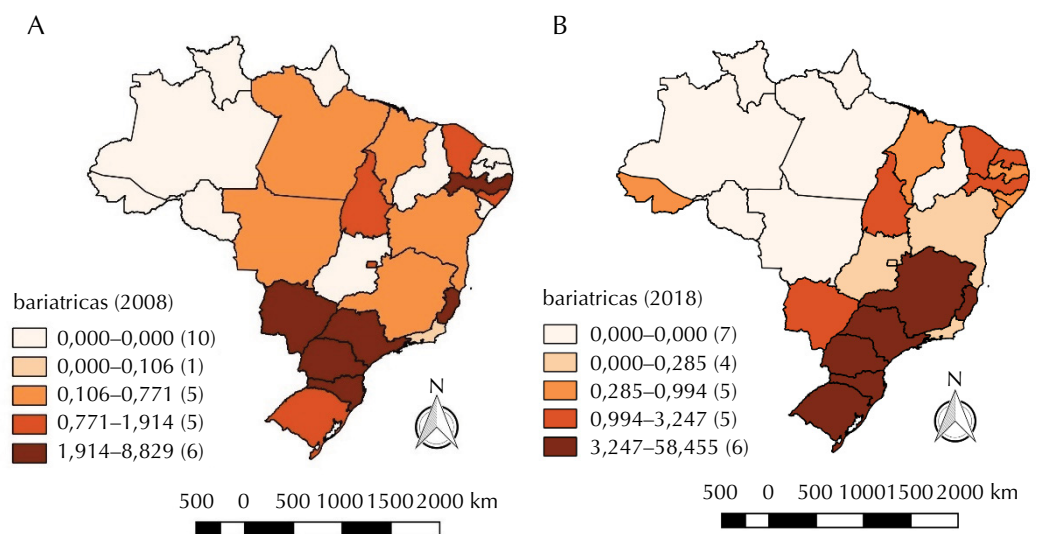 A
bariatricas (2008)
0,000–0,000 (10)
0,000–0,106 (1)
0,106–0,771 (5)
0,771–1,914 (5)
1,914–8,829 (6)
N
500 0 500 1000 1500 2000 km
B
bariatricas (2018)
0,000–0,000 (7)
0,000–0,285 (4)
0,285–0,994 (5)
0,994–3,247 (5)
3,247–58,455 (6)
N
500 0 500 1000 1500 2000 km